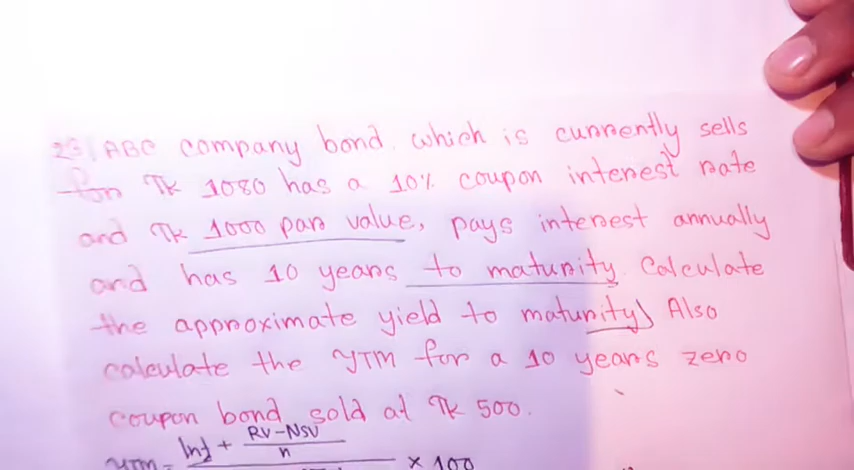 23) ABC company bond, which is currently sells
for Tk 1080 has a 10% coupon interest rate
and Tk 1000 par value, pays interest annually
and has 10 years to maturity. Calculate
the approximate yield to maturity) Also
calculate the YTM for a 10 years zero
coupon bond sold at Tk 500.
YTM = Int + RV-NSV / n × 100